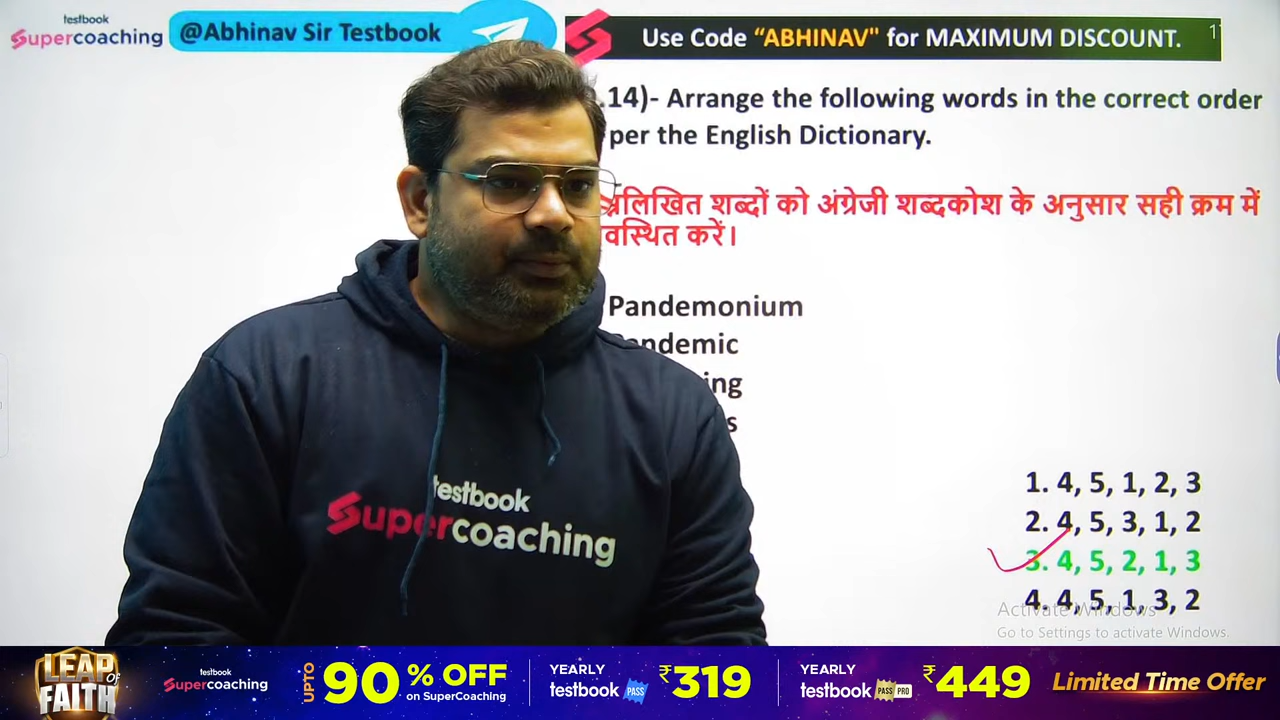 testbook
Supercoaching
@Abhinav Sir Testbook
Use Code “ABHINAV" for MAXIMUM DISCOUNT.
.14)- Arrange the following words in the correct order
per the English Dictionary.
शब्दों को अंग्रेजी शब्दकोश के अनुसार सही क्रम में
करें।
Pandemonium
1. 4, 5, 1, 2, 3
2. 4, 5, 3, 1, 2
3. 4, 5, 2, 1, 3
4. 4, 5, 1, 3, 2
Activate Windows
Go to Settings to activate Windows.
testbook
Supercoaching
LEAP
OF
FAITH
testbook
Supercoaching
UPTO 90 % OFF
on SuperCoaching
YEARLY
testbook PASS
₹319
YEARLY
testbook PASS PRO
₹449
Limited Time Offer